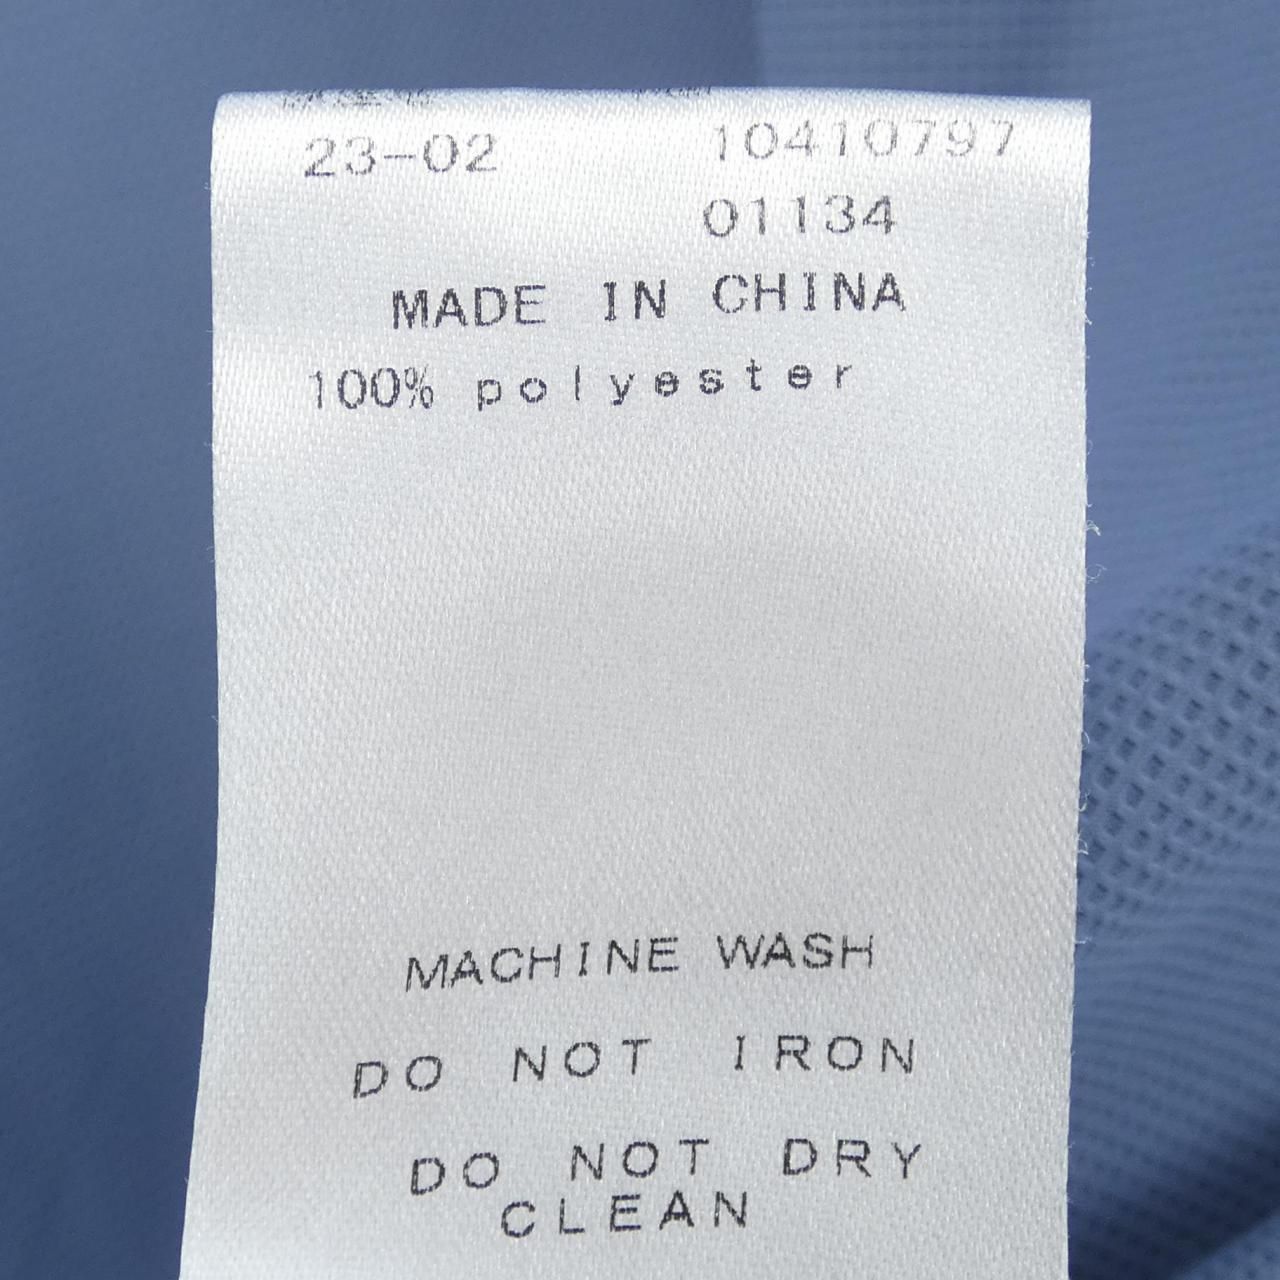 23-02 10410797
01134
MADE IN CHINA
100% polyester
MACHINE WASH
DO NOT IRON
DO NOT DRY
CLEAN